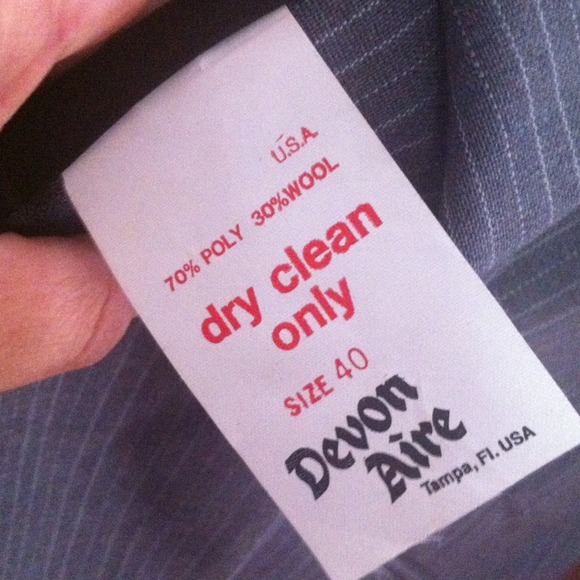 U.S.A.
70% POLY 30%WOOL
dry clean
only
SIZE 40
Devon
Aire
Tampa, Fl. USA